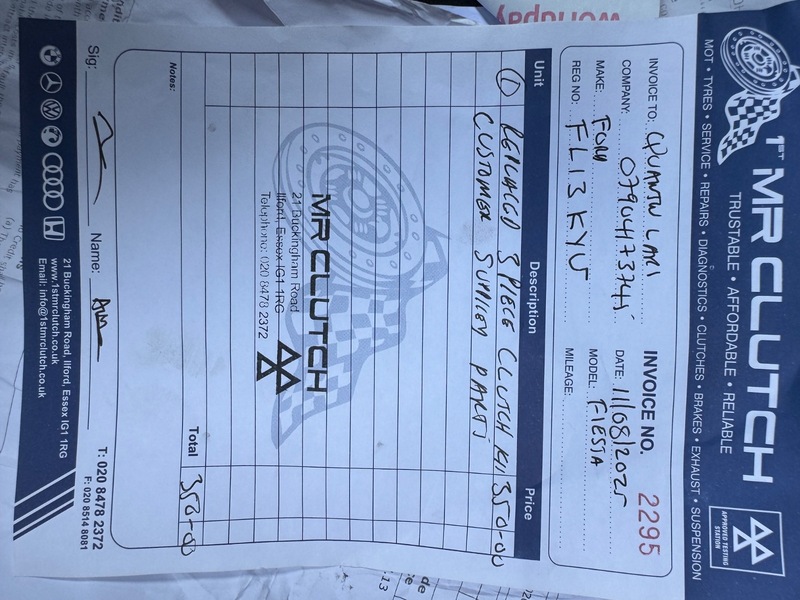 1ST MR CLUTCH
TRUSTABLE • AFFORDABLE • RELIABLE
MOT • TYRES • SERVICE • REPAIRS • DIAGNOSTICS • CLUTCHES • BRAKES • EXHAUST • SUSPENSION
APPROVED TESTING STATION
INVOICE TO:
INVOICE NO. 2295
COMPANY: DATE: 11/08/2025
MAKE: FORD MODEL: FIESTA
REG NO: FL13 KYU MILEAGE:
Unit Description Price
① REPLACED 3 PIECE CLUTCH KIT 350-00
CUSTOMER SUPPLEY PARTS
MR CLUTCH
21 Buckingham Road
Ilford, Essex IG1 1RG
Telephone: 020 8478 2372
Total 350-00
Notes:
Sig: Name:
T: 020 8478 2372
F: 020 8514 8081
21 Buckingham Road, Ilford, Essex IG1 1RG
www.1stmrclutch.co.uk
Email: info@1stmrclutch.co.uk